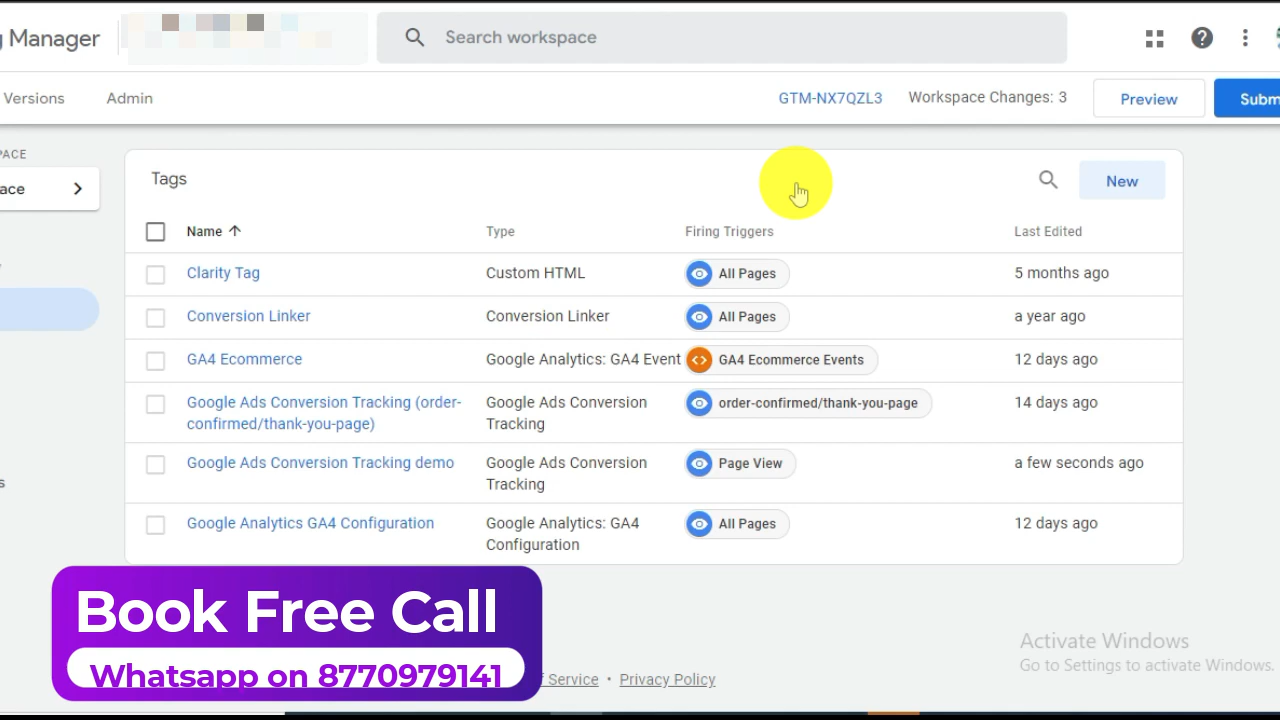 Manager
Search workspace
Versions
Admin
GTM-NX7QZL3
Workspace Changes: 3
Preview
Subm
PACE
ace
Tags
New
Name
Type
Firing Triggers
Last Edited
Clarity Tag
Custom HTML
All Pages
5 months ago
Conversion Linker
Conversion Linker
All Pages
a year ago
GA4 Ecommerce
Google Analytics: GA4 Event
GA4 Ecommerce Events
12 days ago
Google Ads Conversion Tracking (order-
confirmed/thank-you-page)
Google Ads Conversion
Tracking
order-confirmed/thank-you-page
14 days ago
Google Ads Conversion Tracking demo
Google Ads Conversion
Tracking
Page View
a few seconds ago
Google Analytics GA4 Configuration
Google Analytics: GA4
Configuration
All Pages
12 days ago
Book Free Call
Whatsapp on 8770979141
f Service • Privacy Policy
Activate Windows
Go to Settings to activate Windows.